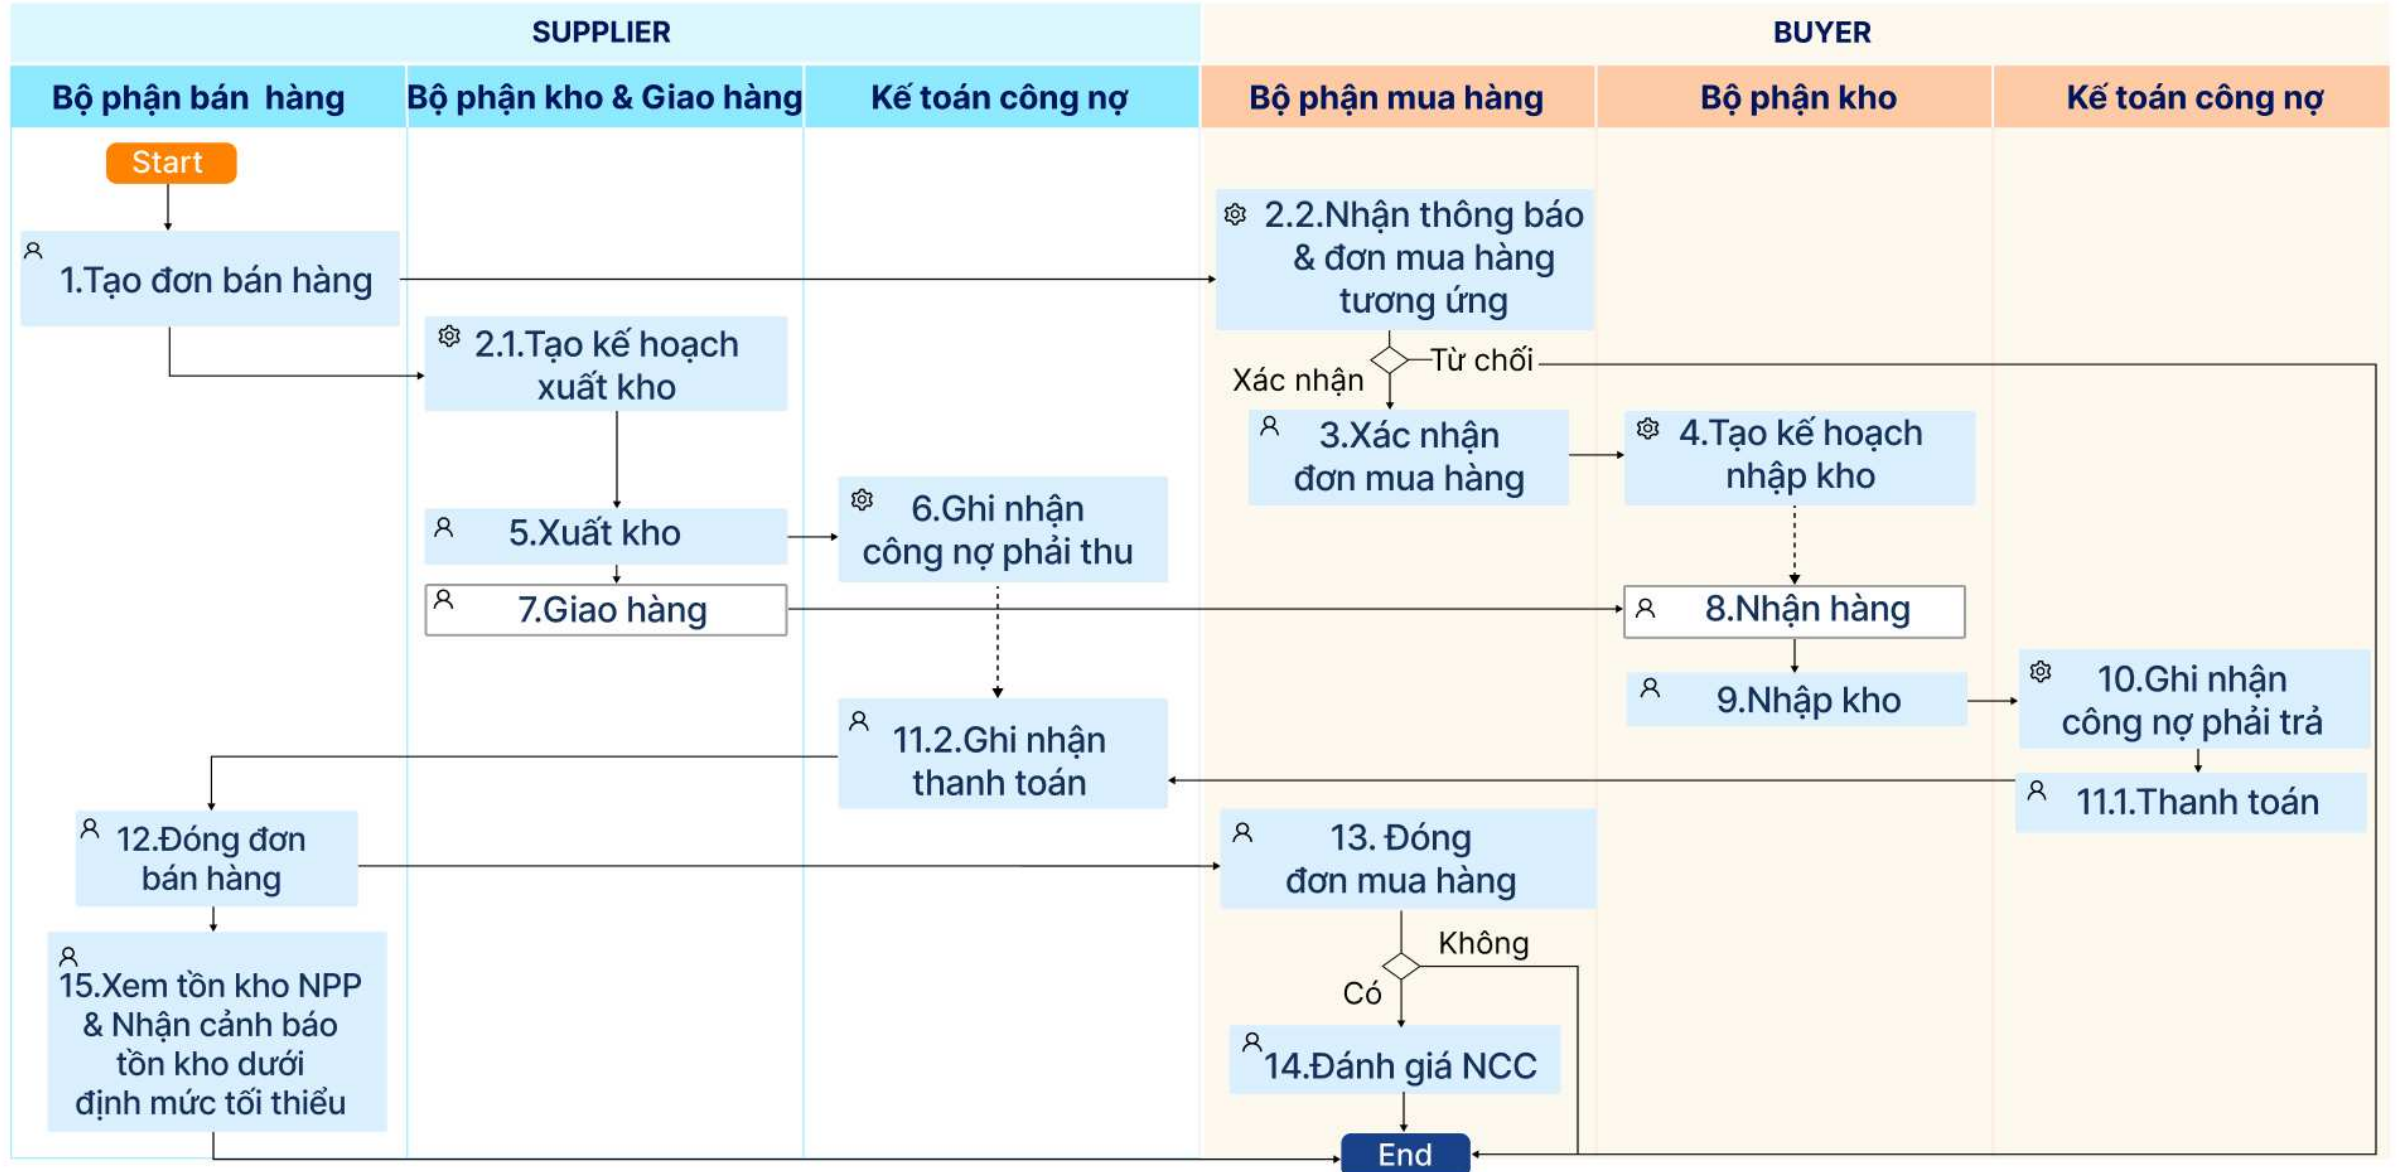 SUPPLIER
BUYER
Bộ phận bán hàng
Bộ phận kho & Giao hàng
Kế toán công nợ
Bộ phận mua hàng
Bộ phận kho
Kế toán công nợ
Start
1.Tạo đơn bán hàng
2.2.Nhận thông báo
& đơn mua hàng
tương ứng
2.1.Tạo kế hoạch
xuất kho
Từ chối
Xác nhận
3.Xác nhận
đơn mua hàng
4.Tạo kế hoạch
nhập kho
5.Xuất kho
6.Ghi nhận
công nợ phải thu
7.Giao hàng
8.Nhận hàng
9.Nhập kho
10.Ghi nhận
công nợ phải trả
11.2.Ghi nhận
thanh toán
11.1.Thanh toán
12.Đóng đơn
bán hàng
13. Đóng
đơn mua hàng
Không
Có
15.Xem tồn kho NPP
& Nhận cảnh báo
tồn kho dưới
định mức tối thiểu
14.Đánh giá NCC
End